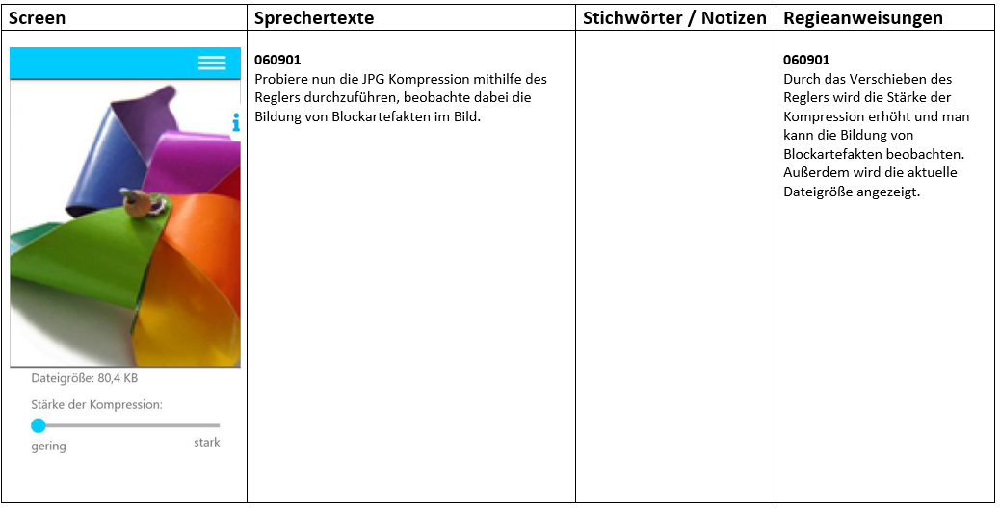 Screen
Sprechertexte
Stichwörter / Notizen
Regieanweisungen
i
Dateigröße: 80,4 KB
Stärke der Kompression:
gering
stark
060901
Probiere nun die JPG Kompression mithilfe des
Reglers durchzuführen, beobachte dabei die
Bildung von Blockartefakten im Bild.
060901
Durch das Verschieben des
Reglers wird die Stärke der
Kompression erhöht und man
kann die Bildung von
Blockartefakten beobachten.
Außerdem wird die aktuelle
Dateigröße angezeigt.